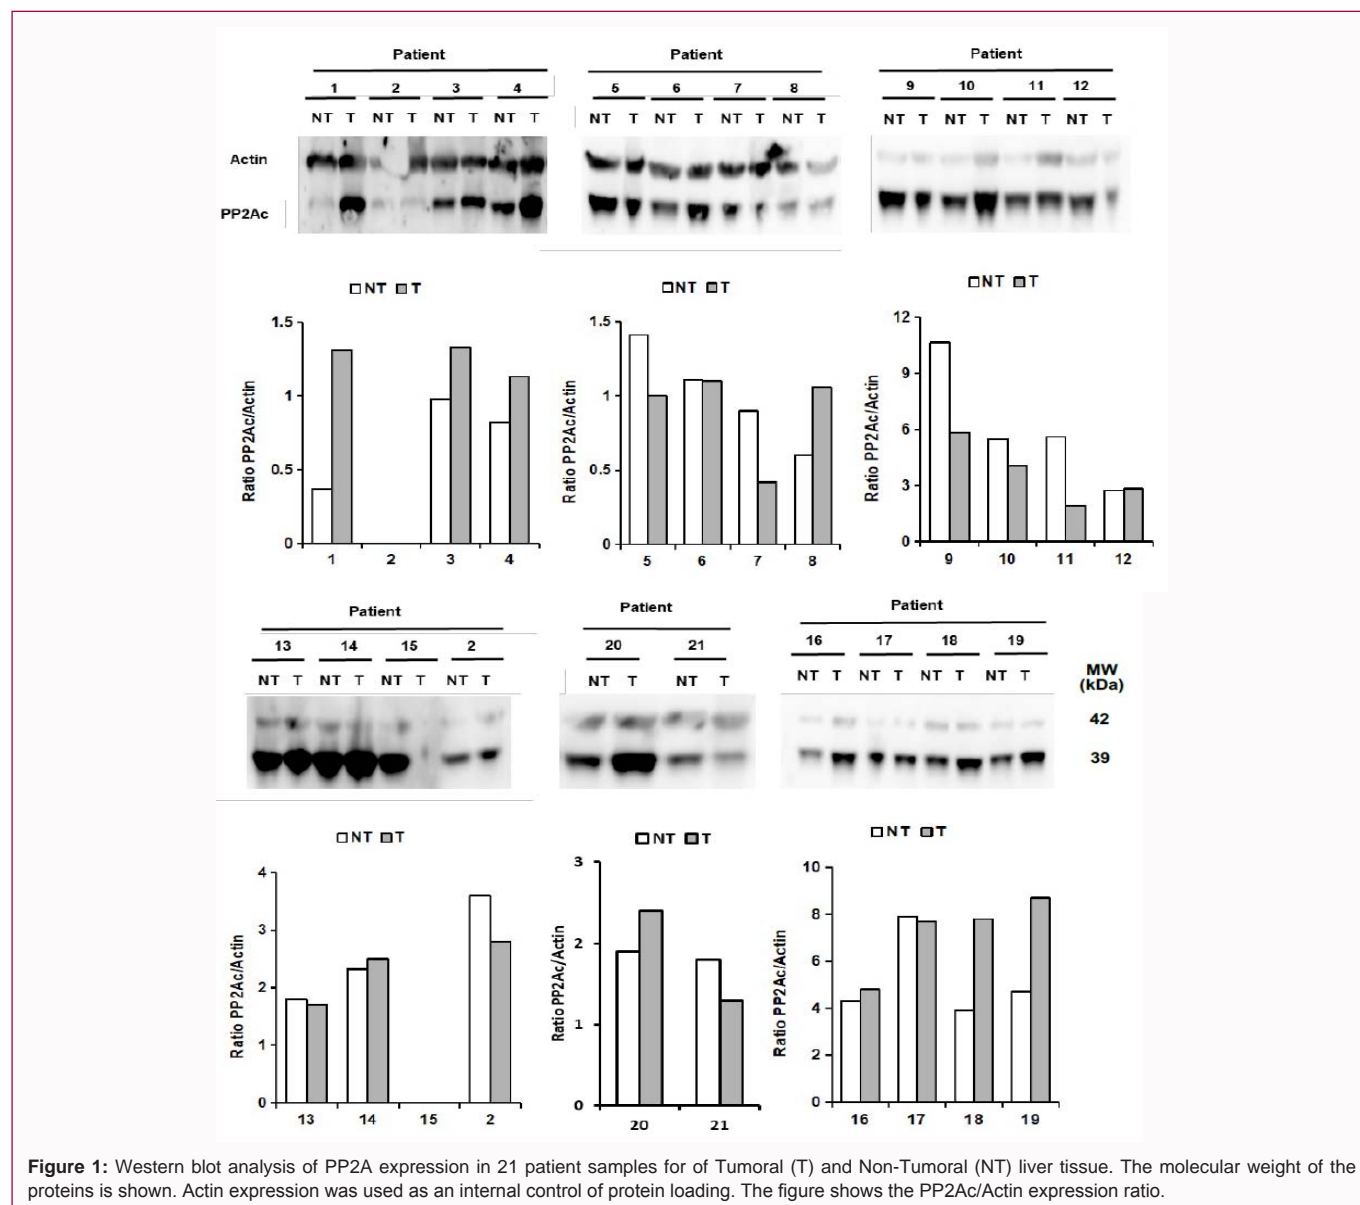 Patient
1 2 3 4
NT T NT T NT T NT T
Actin
PP2Ac
Patient
5 6 7 8
NT T NT T NT T NT T
Patient
9 10 11 12
NT T NT T NT T NT T
NT T
Ratio PP2Ac/Actin
1.5
1
0.5
0
1 2 3 4
NT T
Ratio PP2Ac/Actin
1.5
1
0.5
0
5 6 7 8
NT T
Ratio PP2Ac/Actin
12
9
6
3
0
9 10 11 12
Patient
13 14 15 2
NT T NT T NT T NT T
Patient
20 21
NT T NT T
Patient
16 17 18 19
NT T NT T NT T NT T
MW
(kDa)
42
39
NT T
Ratio PP2Ac/Actin
4
3
2
1
0
13 14 15 2
NT T
Ratio PP2Ac/Actin
3
2
1
0
20 21
NT T
Ratio PP2Ac/Actin
10
8
6
4
2
0
16 17 18 19
Figure 1: Western blot analysis of PP2A expression in 21 patient samples for of Tumoral (T) and Non-Tumoral (NT) liver tissue. The molecular weight of the
proteins is shown. Actin expression was used as an internal control of protein loading. The figure shows the PP2Ac/Actin expression ratio.